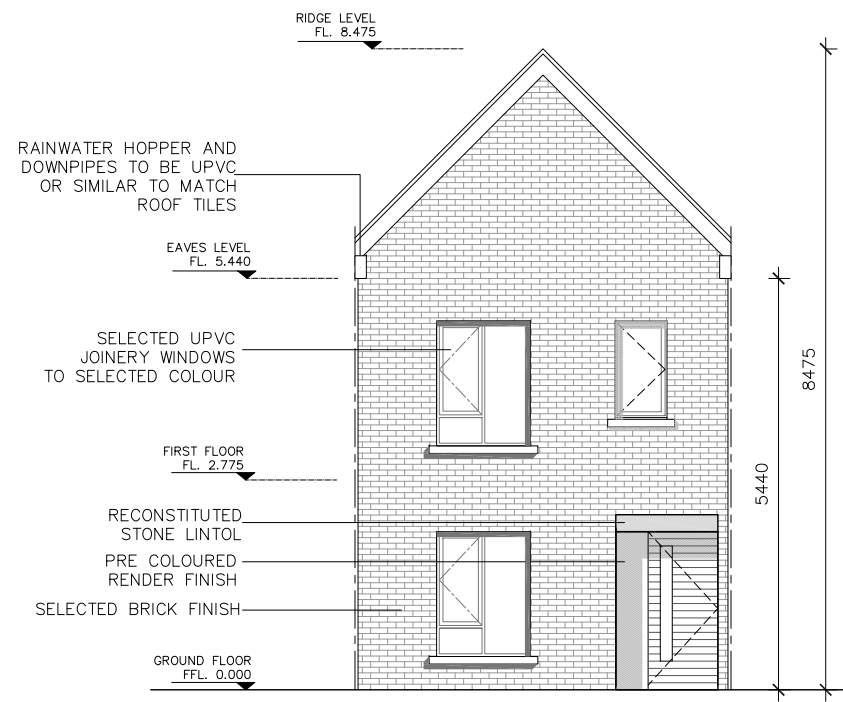 RIDGE LEVEL
FL. 8.475
RAINWATER HOPPER AND
DOWNPIPES TO BE UPVC
OR SIMILAR TO MATCH
ROOF TILES
EAVES LEVEL
FL. 5.440
SELECTED UPVC
JOINERY WINDOWS
TO SELECTED COLOUR
8475
FIRST FLOOR
FL. 2.775
5440
RECONSTITUTED
STONE LINTOL
PRE COLOURED
RENDER FINISH
SELECTED BRICK FINISH
GROUND FLOOR
FFL. 0.000